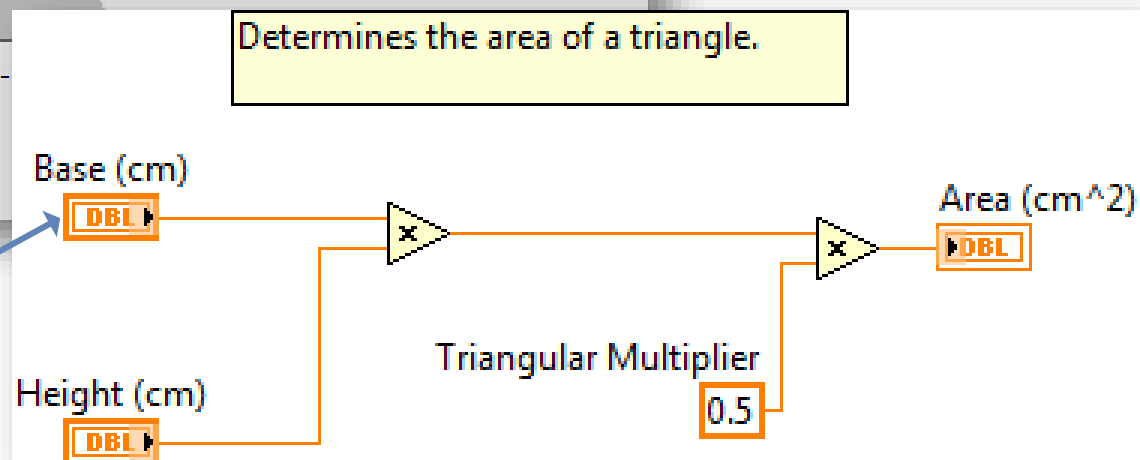 Determines the area of a triangle.
Base (cm)
DBL
x
x
Area (cm^2)
DBL
Triangular Multiplier
0.5
Height (cm)
DBL